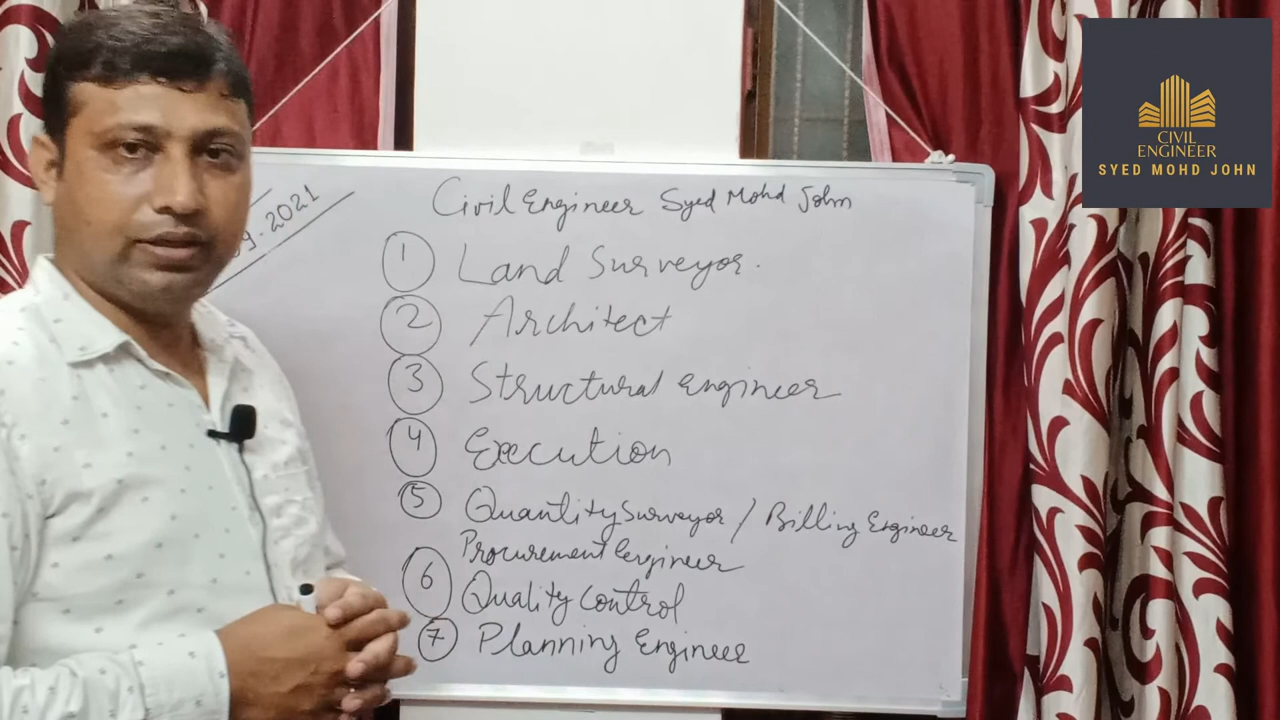 09.2021
Civil Engineer Syed Mohd John
1 Land Surveyor.
2 Architect
3 Structural Engineer
4 Execution
5 Quantity Surveyor / Billing Engineer
Procurement Engineer
6 Quality Control
7 Planning Engineer
CIVIL
ENGINEER
SYED MOHD JOHN